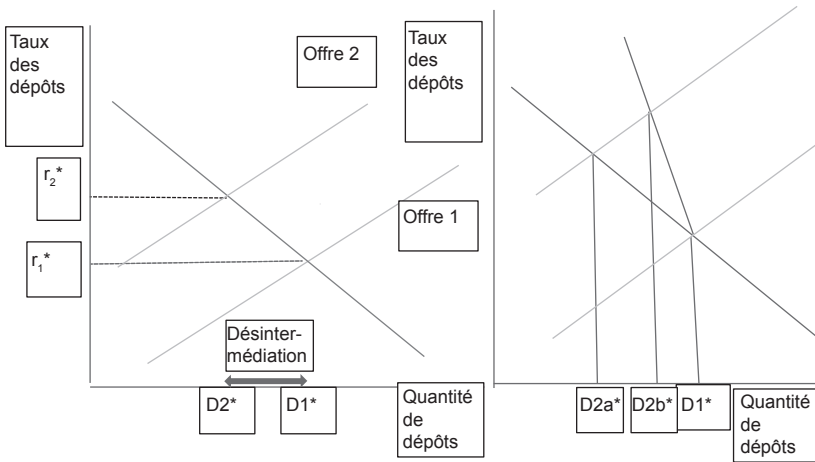 Taux
des
dépôts
Offre 2
r2*
Offre 1
r1*
Désinter-
médiation
D2*
D1*
Quantité
de
dépôts
Taux
des
dépôts
D2a*
D2b*
D1*
Quantité
de
dépôts